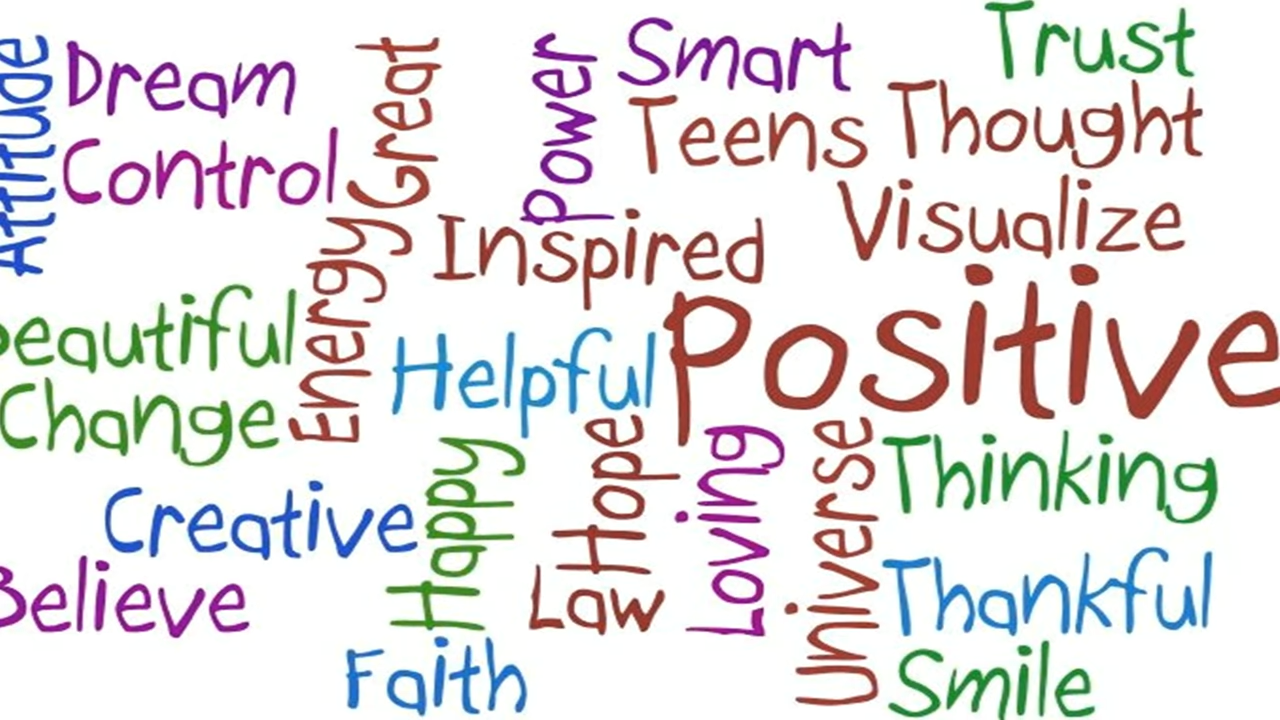 Attitude
Dream
Great
Power
Smart
Trust
Control
Teens
Thought
Energy
Inspired
Visualize
beautiful
Helpful
Positive
Change
Happy
Hope
Loving
Universe
Thinking
Creative
Believe
Law
Thankful
Faith
Smile